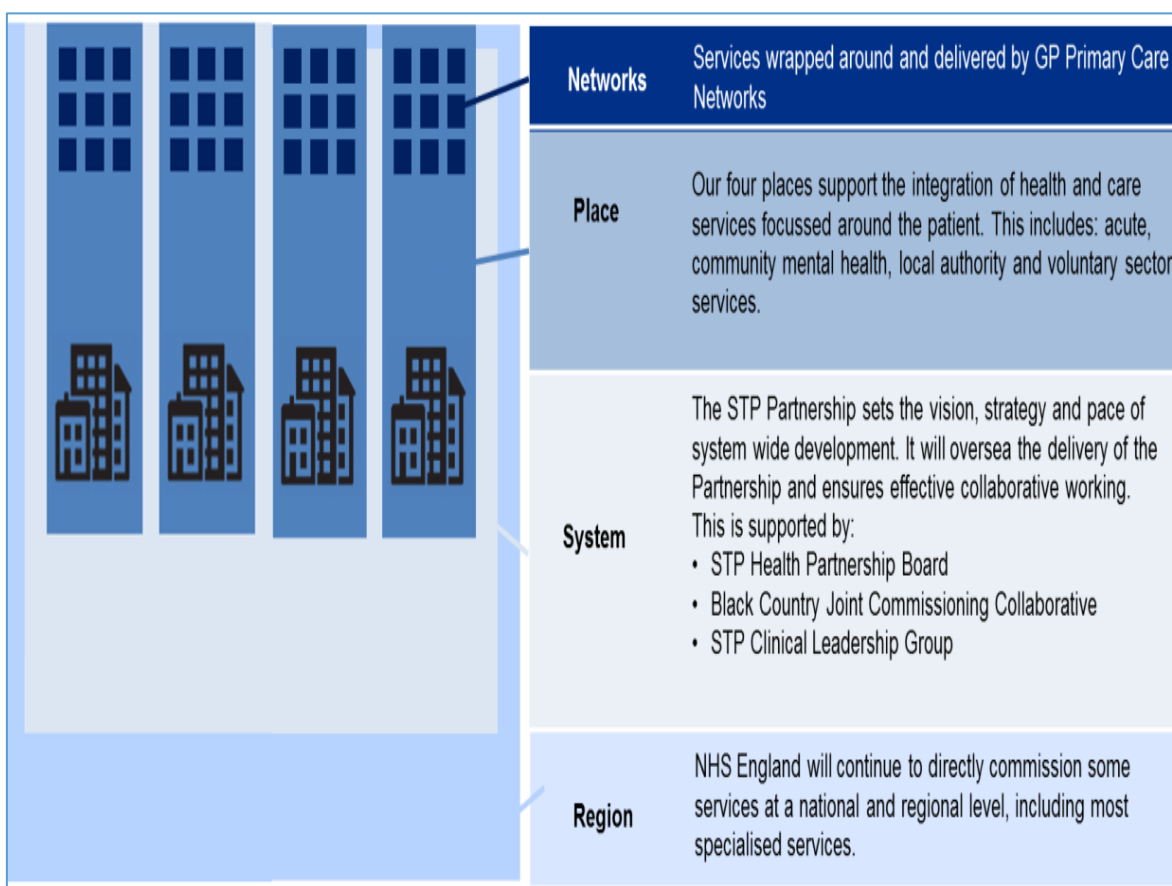 Networks
Services wrapped around and delivered by GP Primary Care
Networks
Place
Our four places support the integration of health and care
services focussed around the patient. This includes: acute,
community mental health, local authority and voluntary sector
services.
System
The STP Partnership sets the vision, strategy and pace of
system wide development. It will oversea the delivery of the
Partnership and ensures effective collaborative working.
This is supported by:
• STP Health Partnership Board
• Black Country Joint Commissioning Collaborative
• STP Clinical Leadership Group
Region
NHS England will continue to directly commission some
services at a national and regional level, including most
specialised services.